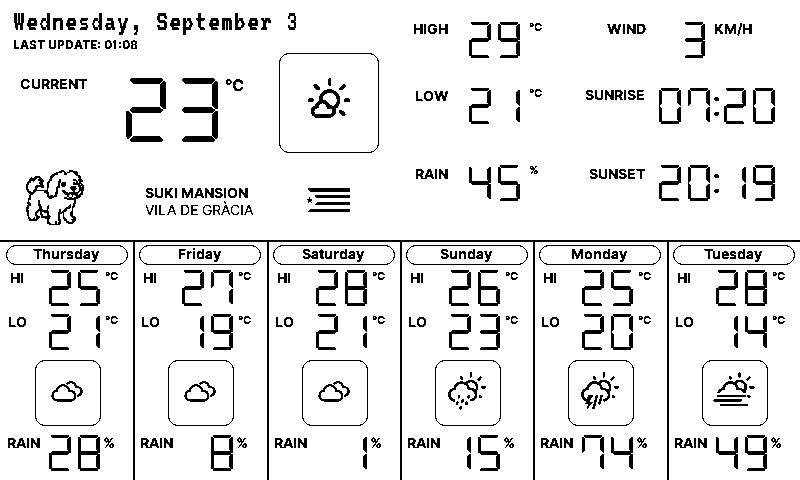 Wednesday, September 3
LAST UPDATE: 01:08
CURRENT 23 °C
SUKI MANSION
VILA DE GRÀCIA
HIGH 29 °C
LOW 21 °C
RAIN 45 %
WIND 3 KM/H
SUNRISE 07:20
SUNSET 20:19
Thursday
HI 25 °C
LO 21 °C
RAIN 28 %
Friday
HI 27 °C
LO 19 °C
RAIN 8 %
Saturday
HI 28 °C
LO 21 °C
RAIN 1 %
Sunday
HI 26 °C
LO 23 °C
RAIN 15 %
Monday
HI 25 °C
LO 20 °C
RAIN 74 %
Tuesday
HI 28 °C
LO 14 °C
RAIN 49 %